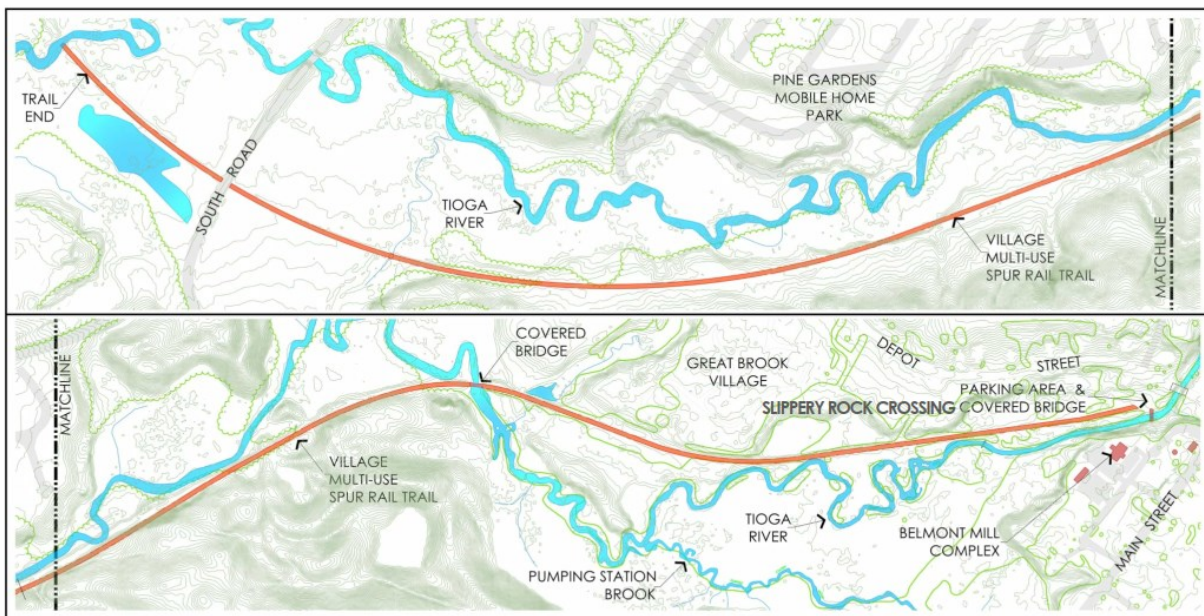 TRAIL
END
SOUTH ROAD
TIOGA
RIVER
PINE GARDENS
MOBILE HOME
PARK
VILLAGE
MULTI-USE
SPUR RAIL TRAIL
MATCHLINE
MATCHLINE
VILLAGE
MULTI-USE
SPUR RAIL TRAIL
COVERED
BRIDGE
GREAT BROOK
VILLAGE
DEPOT STREET
SLIPPERY ROCK CROSSING
PARKING AREA &
COVERED BRIDGE
PUMPING STATION
BROOK
TIOGA
RIVER
BELMONT MILL
COMPLEX
MAIN STREET